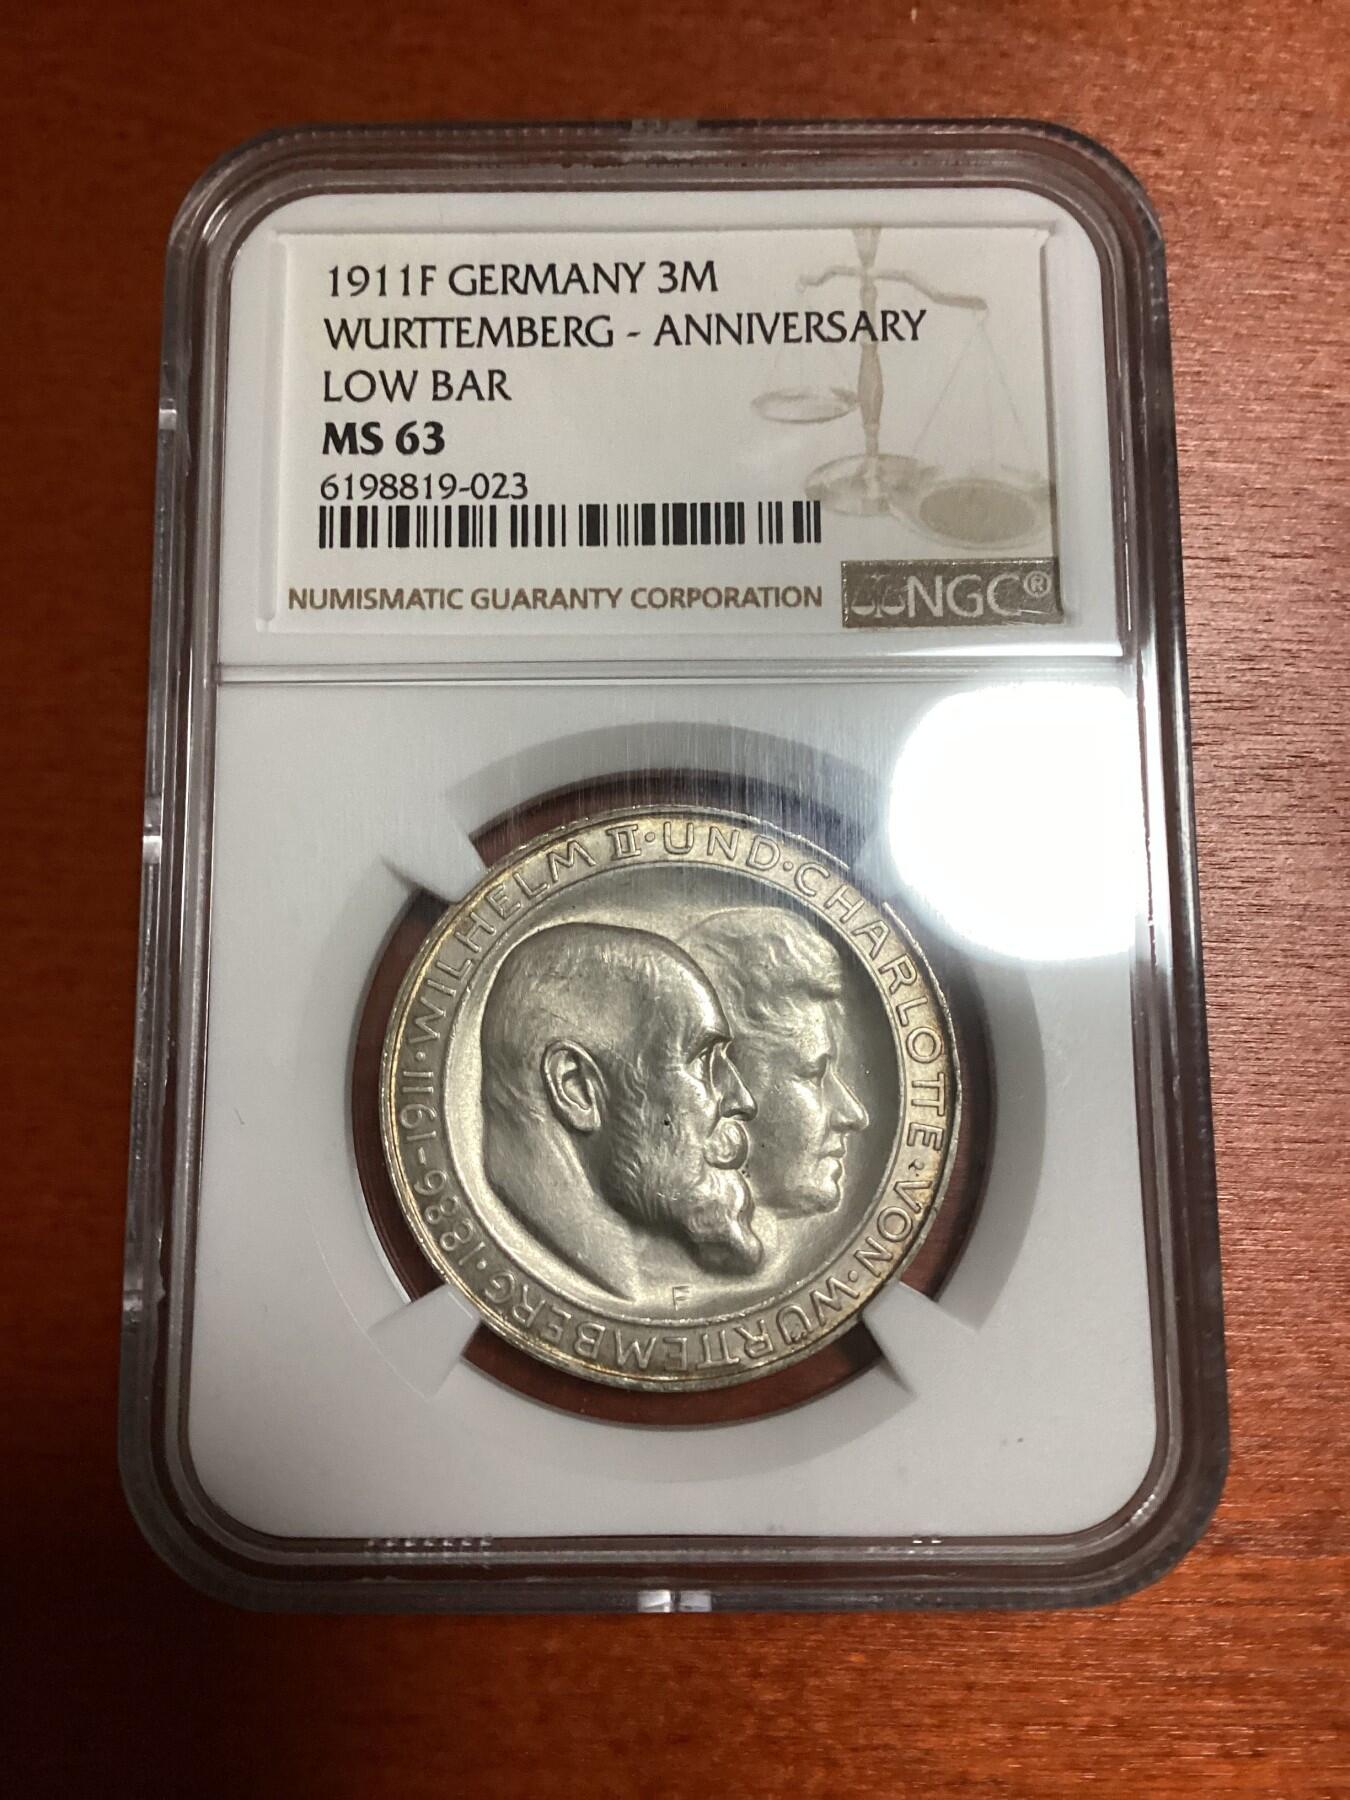 1911F GERMANY 3M
WURTTEMBERG - ANNIVERSARY
LOW BAR
MS 63
6198819-023
NUMISMATIC GUARANTY CORPORATION
NGC®
WILHELM II·UND·CHARLOTTE·VON·WÜRTTEMBERG·1886-1911·
F